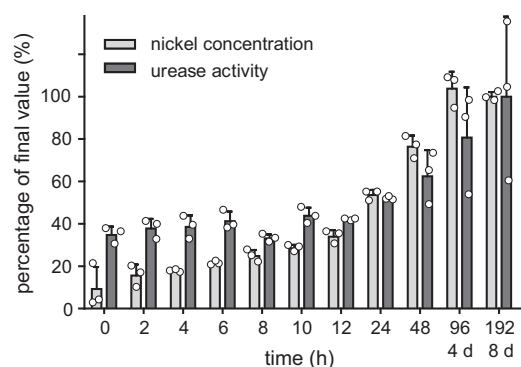 nickel concentration
urease activity
percentage of final value (%)
100
80
60
40
20
0
0 2 4 6 8 10 12 24 48 96 192
4 d 8 d
time (h)